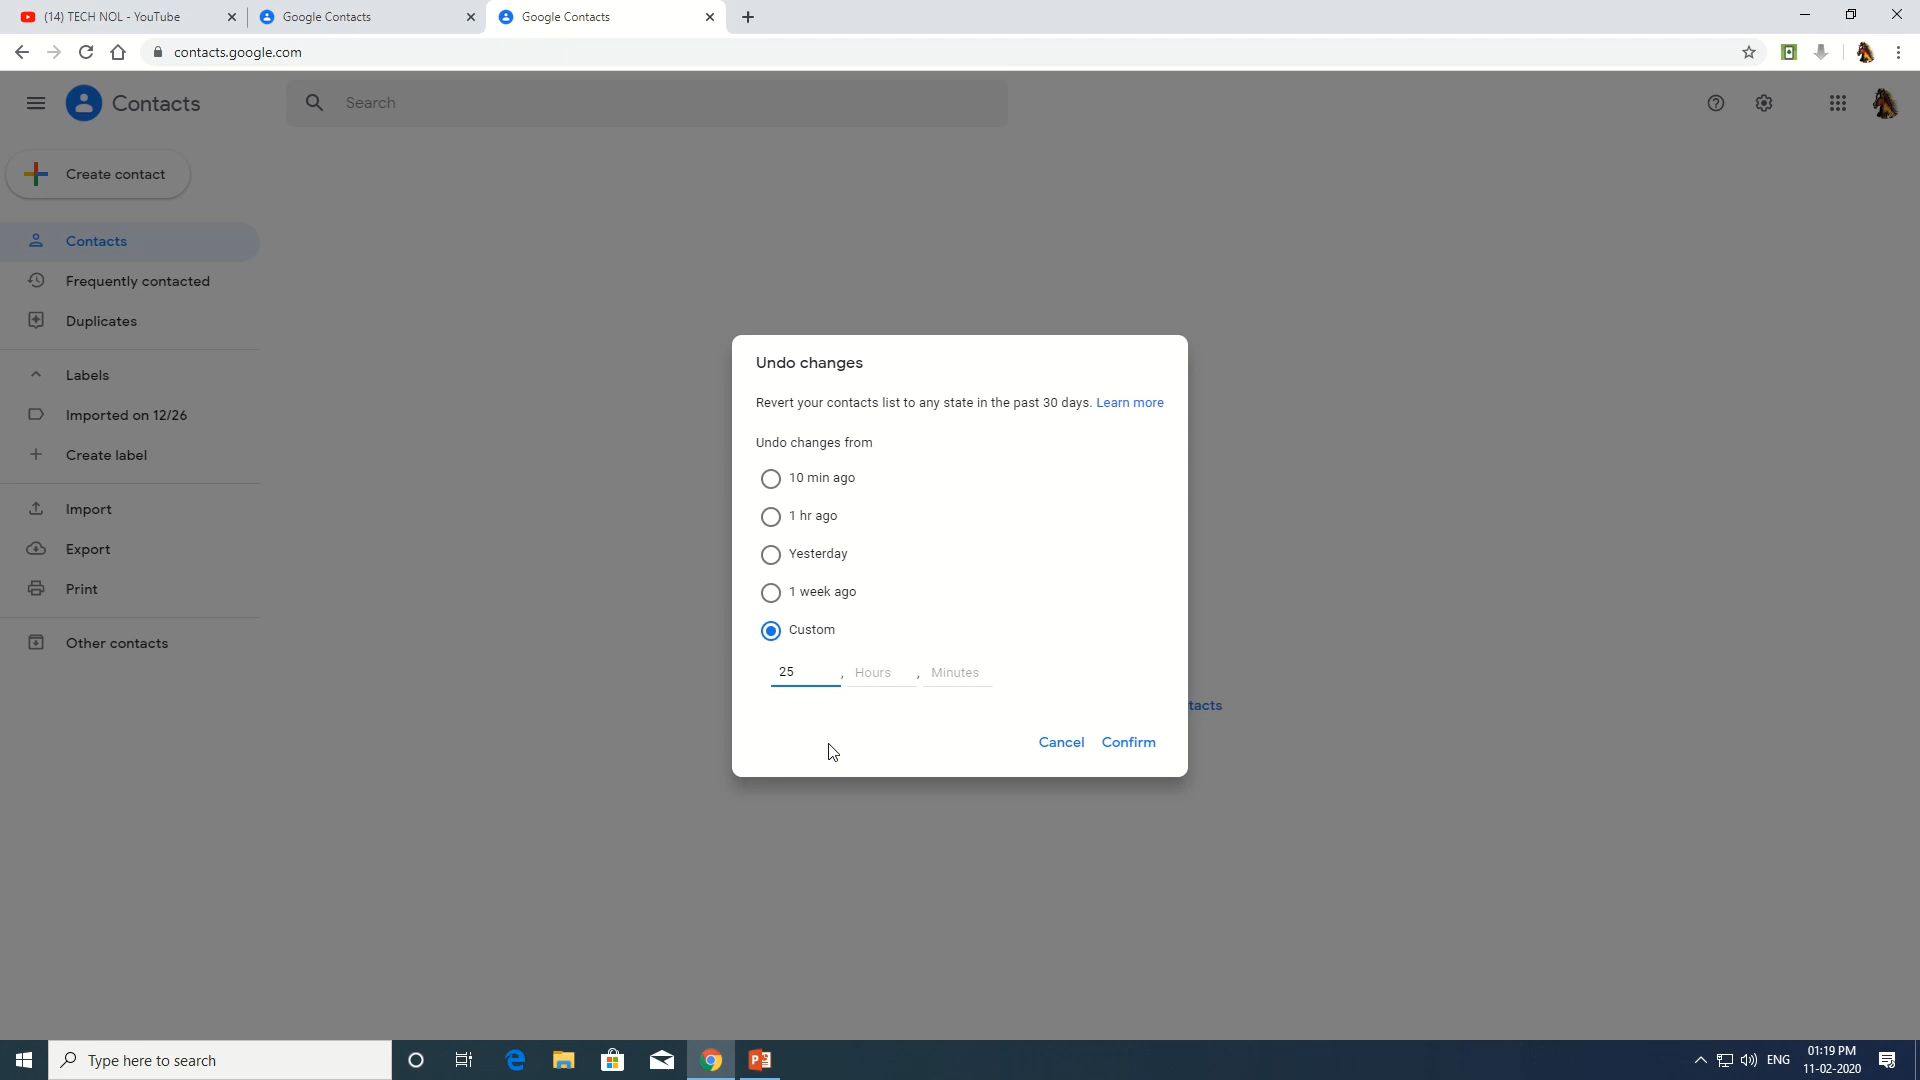 (14) TECH NOL - YouTube
Google Contacts
Google Contacts
contacts.google.com
Contacts
Search
Create contact
Contacts
Frequently contacted
Duplicates
Labels
Imported on 12/26
Create label
Import
Export
Print
Other contacts
Undo changes
Revert your contacts list to any state in the past 30 days. Learn more
Undo changes from
10 min ago
1 hr ago
Yesterday
1 week ago
Custom
25 , Hours , Minutes
tacts
Cancel Confirm
Type here to search
ENG
01:19 PM
11-02-2020